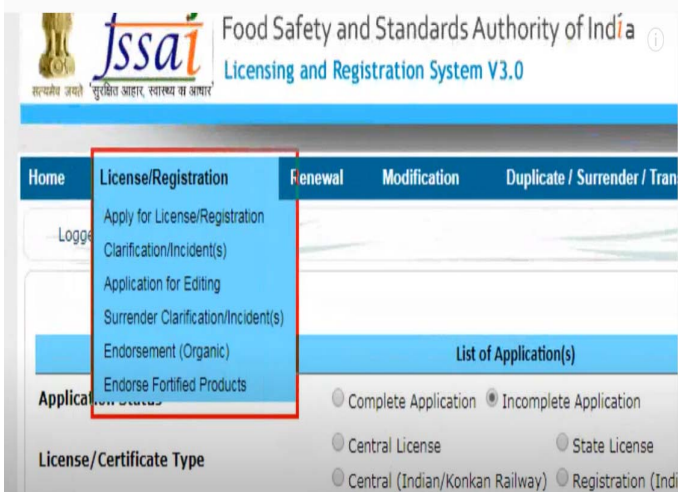 fssai
सत्यमेव जयते
सुरक्षित आहार, स्वास्थ्य का आधार
Food Safety and Standards Authority of India
Licensing and Registration System V3.0
Home License/Registration Renewal Modification Duplicate / Surrender / Tran
Apply for License/Registration
Logge
Clarification/Incident(s)
Application for Editing
Surrender Clarification/Incident(s)
Endorsement (Organic)
List of Application(s)
Endorse Fortified Products
Complete Application Incomplete Application
Central License State License
License/Certificate Type
Central (Indian/Konkan Railway) Registration (Indi